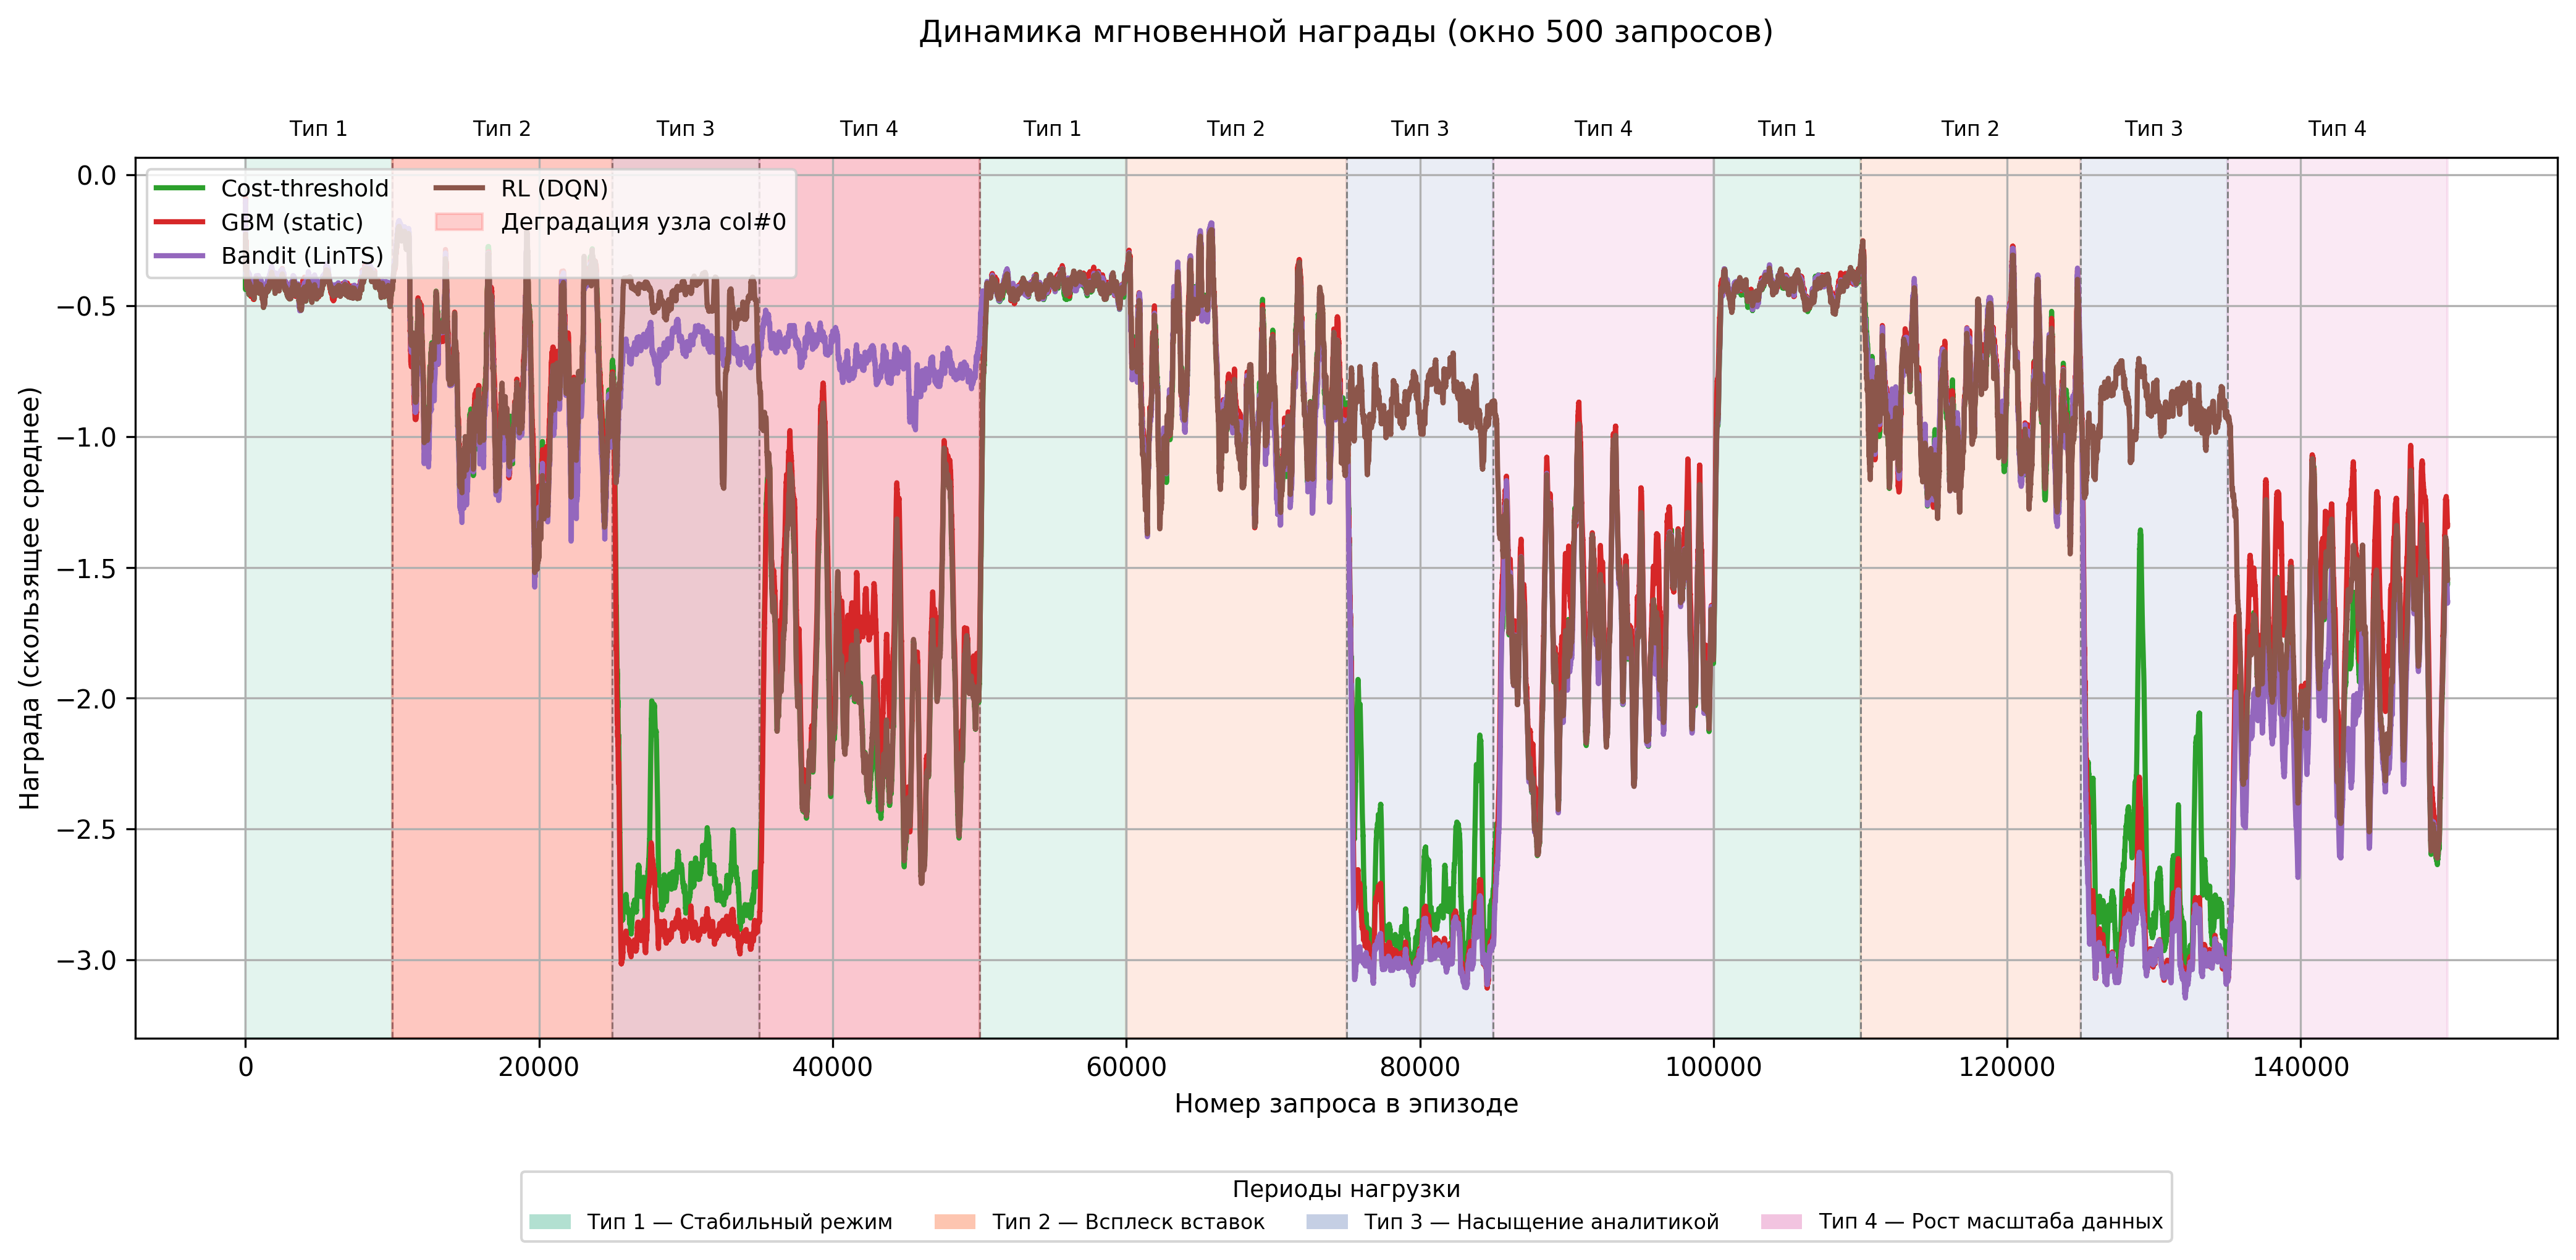 Динамика мгновенной награды (окно 500 запросов)
Тип 1 Тип 2 Тип 3 Тип 4 Тип 1 Тип 2 Тип 3 Тип 4 Тип 1 Тип 2 Тип 3 Тип 4
Cost-threshold
GBM (static)
Bandit (LinTS)
RL (DQN)
Деградация узла col#0
0.0
−0.5
−1.0
−1.5
−2.0
−2.5
−3.0
Награда (скользящее среднее)
0 20000 40000 60000 80000 100000 120000 140000
Номер запроса в эпизоде
Периоды нагрузки
Тип 1 — Стабильный режим Тип 2 — Всплеск вставок Тип 3 — Насыщение аналитикой Тип 4 — Рост масштаба данных